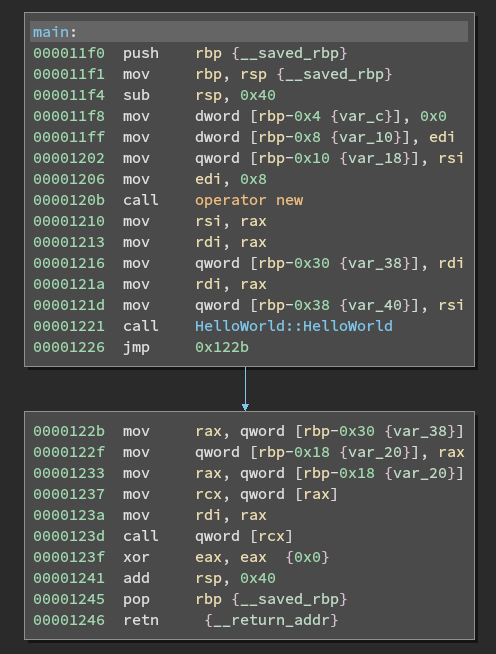 main:
000011f0 push rbp {__saved_rbp}
000011f1 mov rbp, rsp {__saved_rbp}
000011f4 sub rsp, 0x40
000011f8 mov dword [rbp-0x4 {var_c}], 0x0
000011ff mov dword [rbp-0x8 {var_10}], edi
00001202 mov qword [rbp-0x10 {var_18}], rsi
00001206 mov edi, 0x8
0000120b call operator new
00001210 mov rsi, rax
00001213 mov rdi, rax
00001216 mov qword [rbp-0x30 {var_38}], rdi
0000121a mov rdi, rax
0000121d mov qword [rbp-0x38 {var_40}], rsi
00001221 call HelloWorld::HelloWorld
00001226 jmp 0x122b
0000122b mov rax, qword [rbp-0x30 {var_38}]
0000122f mov qword [rbp-0x18 {var_20}], rax
00001233 mov rax, qword [rbp-0x18 {var_20}]
00001237 mov rcx, qword [rax]
0000123a mov rdi, rax
0000123d call qword [rcx]
0000123f xor eax, eax {0x0}
00001241 add rsp, 0x40
00001245 pop rbp {__saved_rbp}
00001246 retn {__return_addr}